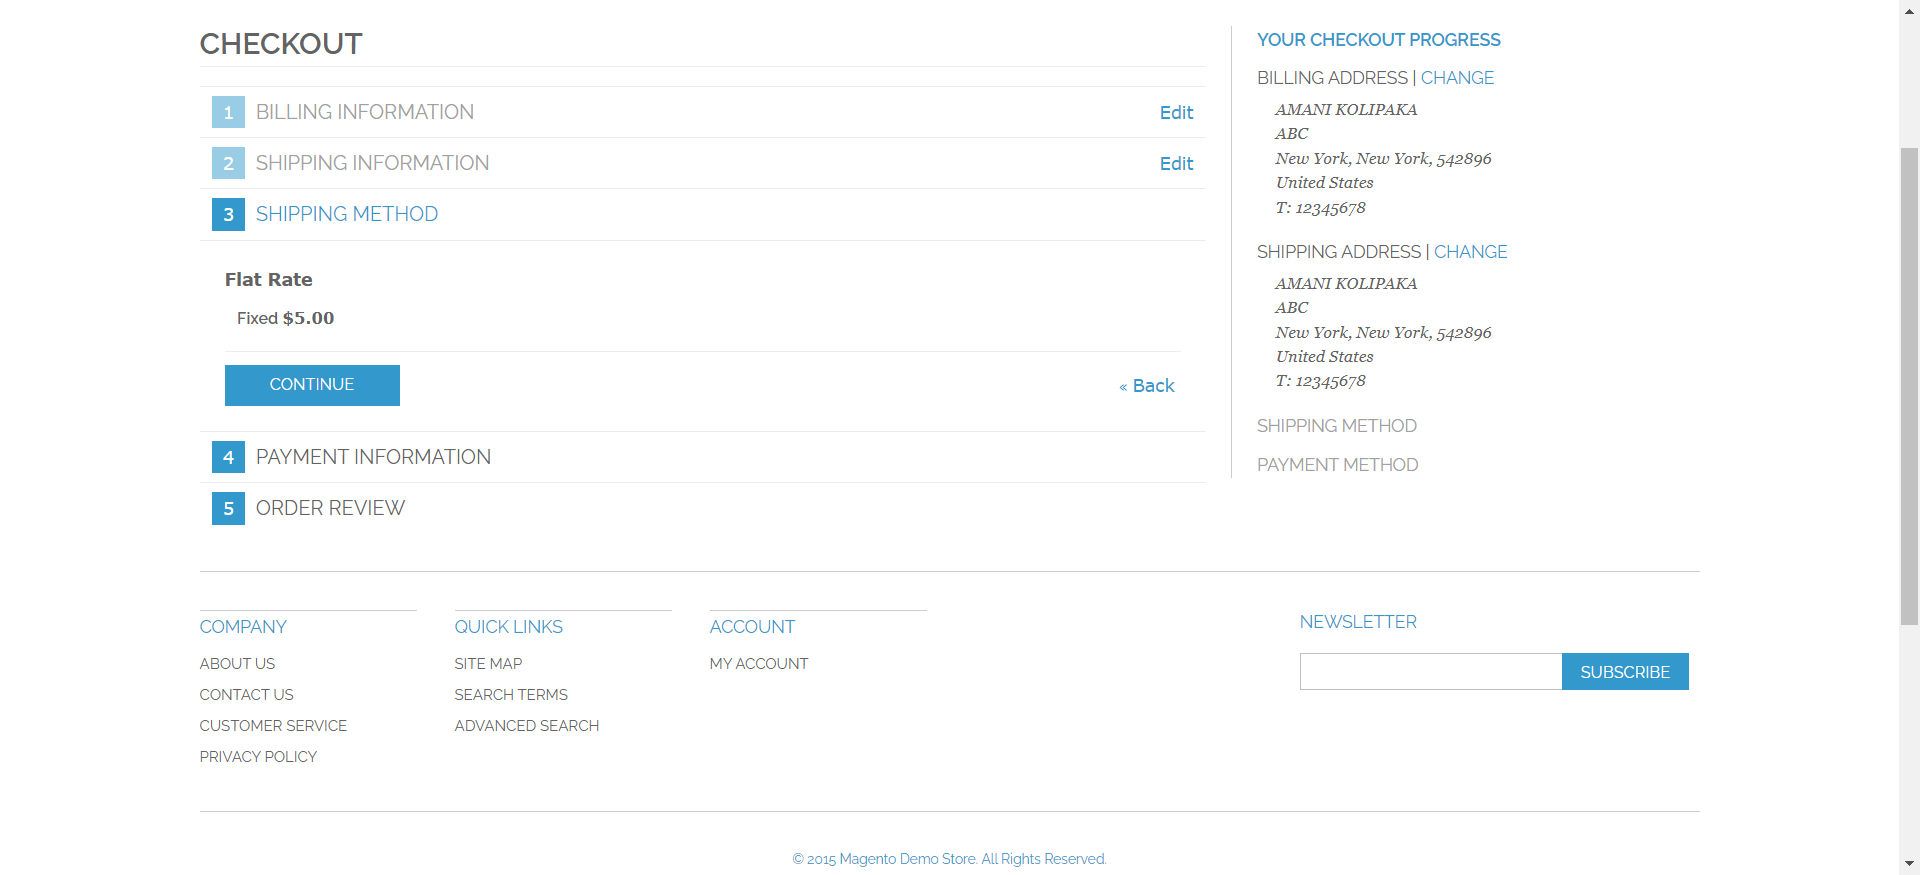 CHECKOUT
1 BILLING INFORMATION Edit
2 SHIPPING INFORMATION Edit
3 SHIPPING METHOD
Flat Rate
Fixed $5.00
CONTINUE « Back
4 PAYMENT INFORMATION
5 ORDER REVIEW
YOUR CHECKOUT PROGRESS
BILLING ADDRESS | CHANGE
AMANI KOLIPAKA
ABC
New York, New York, 542896
United States
T: 12345678
SHIPPING ADDRESS | CHANGE
AMANI KOLIPAKA
ABC
New York, New York, 542896
United States
T: 12345678
SHIPPING METHOD
PAYMENT METHOD
COMPANY
ABOUT US
CONTACT US
CUSTOMER SERVICE
PRIVACY POLICY
QUICK LINKS
SITE MAP
SEARCH TERMS
ADVANCED SEARCH
ACCOUNT
MY ACCOUNT
NEWSLETTER
SUBSCRIBE
© 2015 Magento Demo Store. All Rights Reserved.